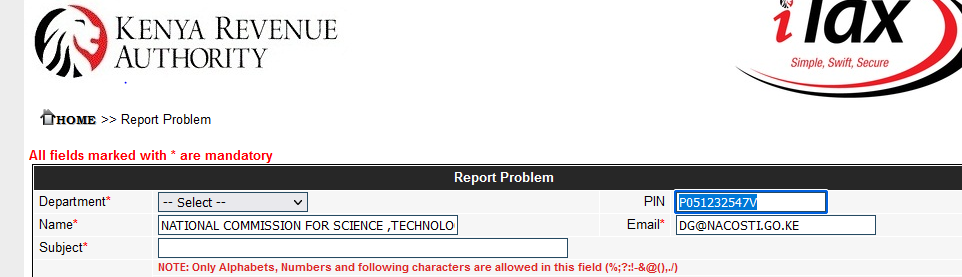 KENYA REVENUE
AUTHORITY
iTax
Simple, Swift, Secure
HOME >> Report Problem
All fields marked with * are mandatory
Report Problem
Department* -- Select -- PIN P051232547V
Name* NATIONAL COMMISSION FOR SCIENCE ,TECHNOLO Email* DG@NACOSTI.GO.KE
Subject*
NOTE: Only Alphabets, Numbers and following characters are allowed in this field (%;?:!-&@(),./)